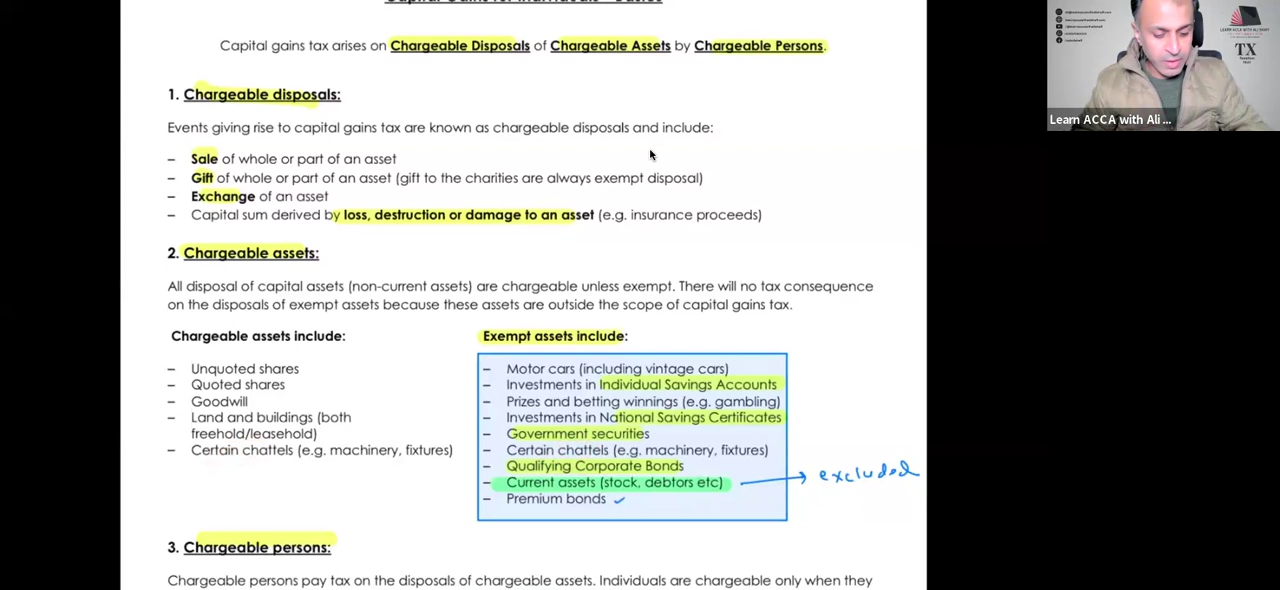 Capital Gains for Individuals - Basics
Capital gains tax arises on Chargeable Disposals of Chargeable Assets by Chargeable Persons.
1. Chargeable disposals:
Events giving rise to capital gains tax are known as chargeable disposals and include:
– Sale of whole or part of an asset
– Gift of whole or part of an asset (gift to the charities are always exempt disposal)
– Exchange of an asset
– Capital sum derived by loss, destruction or damage to an asset (e.g. insurance proceeds)
2. Chargeable assets:
All disposal of capital assets (non-current assets) are chargeable unless exempt. There will no tax consequence
on the disposals of exempt assets because these assets are outside the scope of capital gains tax.
Chargeable assets include:
– Unquoted shares
– Quoted shares
– Goodwill
– Land and buildings (both
freehold/leasehold)
– Certain chattels (e.g. machinery, fixtures)
Exempt assets include:
– Motor cars (including vintage cars)
– Investments in Individual Savings Accounts
– Prizes and betting winnings (e.g. gambling)
– Investments in National Savings Certificates
– Government securities
– Certain chattels (e.g. machinery, fixtures)
– Qualifying Corporate Bonds
– Current assets (stock, debtors etc)
excluded
– Premium bonds
3. Chargeable persons:
Chargeable persons pay tax on the disposals of chargeable assets. Individuals are chargeable only when they
LEARN ACCA WITH ALI
TX
Learn ACCA with Ali ...